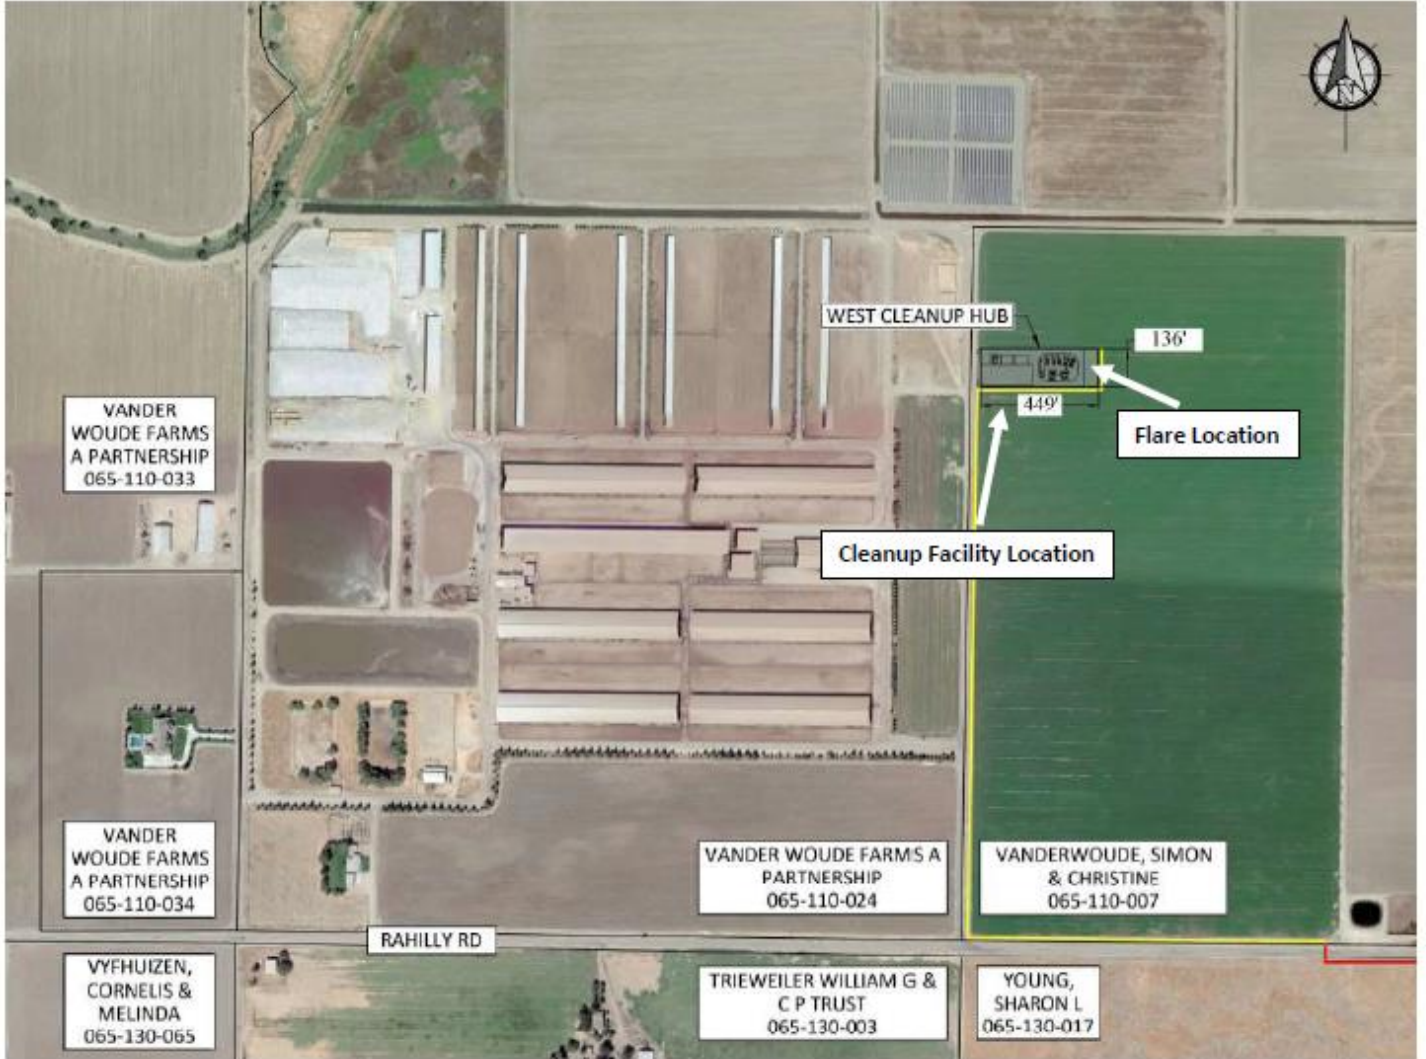 N
WEST CLEANUP HUB
136'
449'
Flare Location
Cleanup Facility Location
VANDER
WOUDE FARMS
A PARTNERSHIP
065-110-033
VANDER
WOUDE FARMS
A PARTNERSHIP
065-110-034
VANDER WOUDE FARMS A
PARTNERSHIP
065-110-024
VANDERWOUDE, SIMON
& CHRISTINE
065-110-007
RAHILLY RD
VYFHUIZEN,
CORNELIS &
MELINDA
065-130-065
TRIEWEILER WILLIAM G &
C P TRUST
065-130-003
YOUNG,
SHARON L
065-130-017